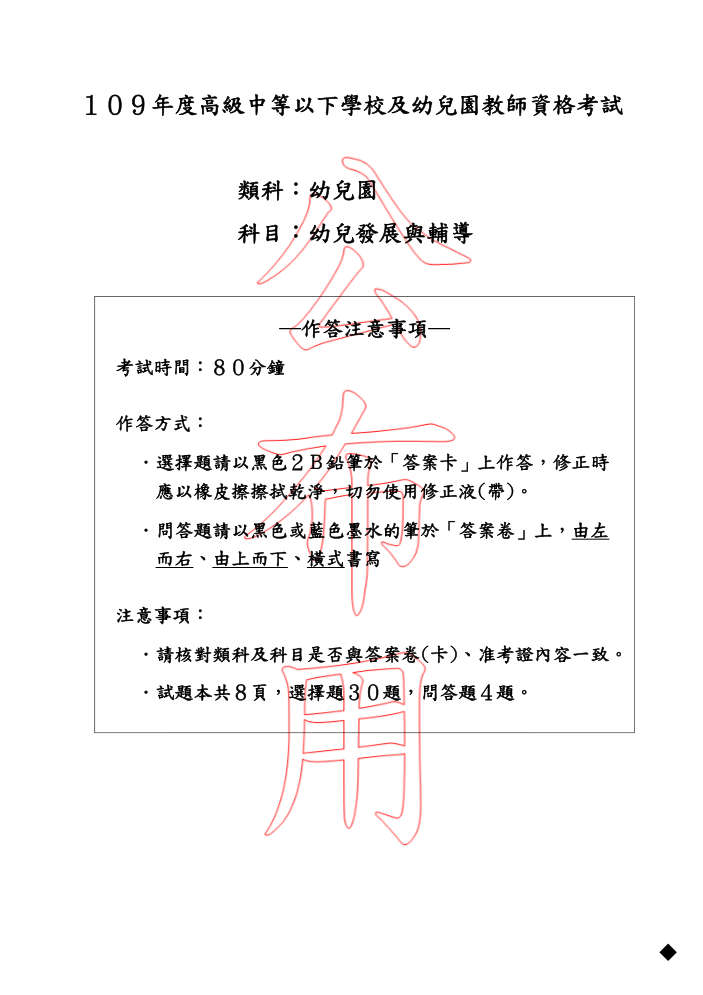 １０９年度高級中等以下學校及幼兒園教師資格考試
類科：幼兒園
科目：幼兒發展與輔導
—作答注意事項—
考試時間：８０分鐘
作答方式：
．選擇題請以黑色２Ｂ鉛筆於「答案卡」上作答，修正時
應以橡皮擦擦拭乾淨，切勿使用修正液(帶)。
．問答題請以黑色或藍色墨水的筆於「答案卷」上，由左
而右、由上而下、橫式書寫
注意事項：
．請核對類科及科目是否與答案卷(卡)、准考證內容一致。
．試題本共８頁，選擇題３０題，問答題４題。
公布用